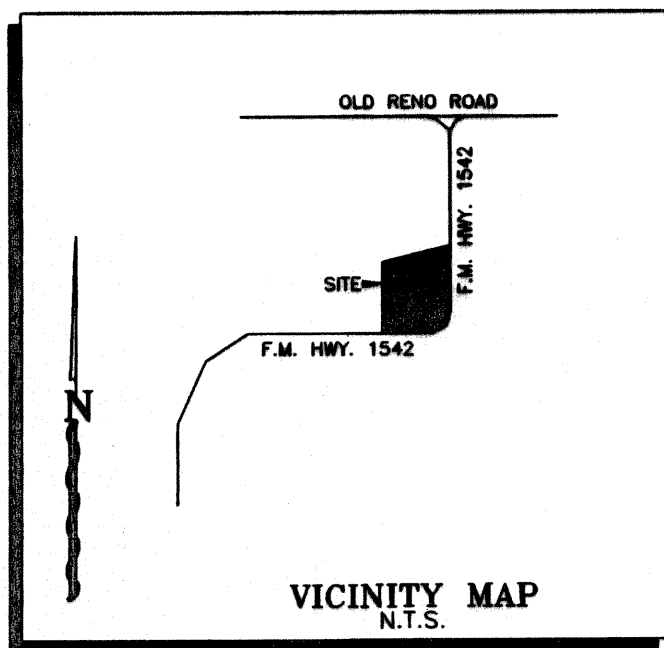 OLD RENO ROAD
F.M. HWY. 1542
SITE
F.M. HWY. 1542
N
VICINITY MAP
N.T.S.